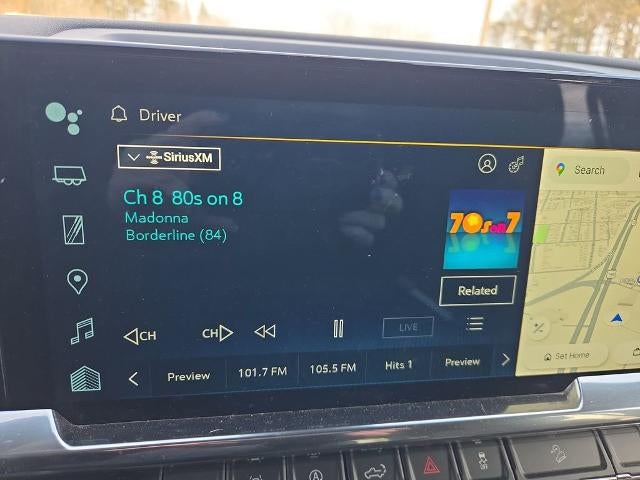 Driver
SiriusXM
Search
Ch 8 80s on 8
Madonna
Borderline (84)
70s on 7
Related
CH
CH
LIVE
Set Home
Preview
101.7 FM
105.5 FM
Hits 1
Preview
A